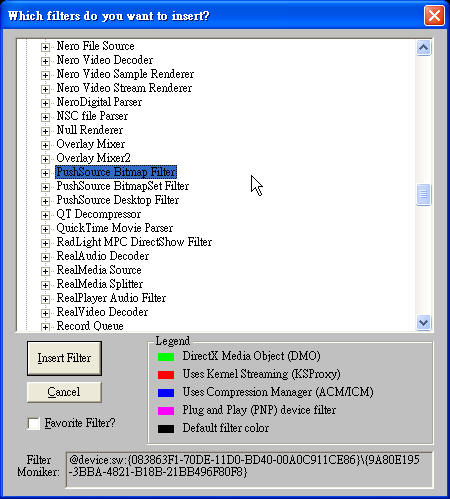 Which filters do you want to insert?
Nero File Source
Nero Video Decoder
Nero Video Sample Renderer
Nero Video Stream Renderer
NeroDigital Parser
NSC file Parser
Null Renderer
Overlay Mixer
Overlay Mixer2
PushSource Bitmap Filter
PushSource BitmapSet Filter
PushSource Desktop Filter
QT Decompressor
QuickTime Movie Parser
RadLight MPC DirectShow Filter
RealAudio Decoder
RealMedia Source
RealMedia Splitter
RealPlayer Audio Filter
RealVideo Decoder
Record Queue
Insert Filter
Cancel
Favorite Filter?
Legend
DirectX Media Object (DMO)
Uses Kernel Streaming (KSProxy)
Uses Compression Manager (ACM/ICM)
Plug and Play (PNP) device filter
Default filter color
Filter
Moniker:
@device:sw:{083863F1-70DE-11D0-BD40-00A0C911CE86}\{9A80E195
-3BBA-4821-B18B-21BB496F80F8}